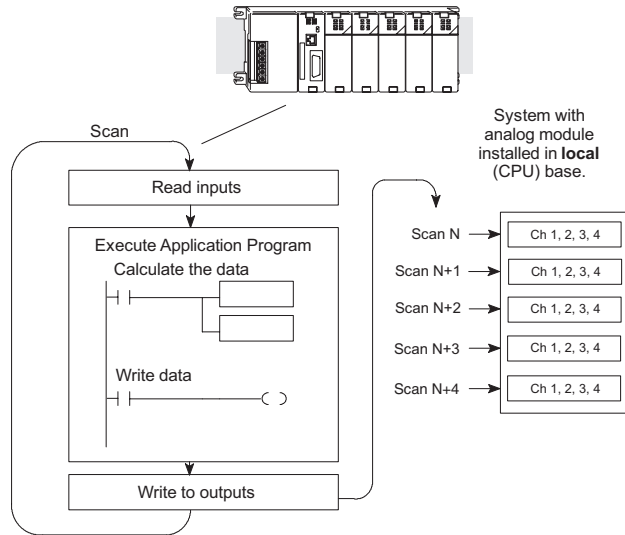 System with
analog module
installed in local
(CPU) base.
Scan
Read inputs
Execute Application Program
Calculate the data
Write data
Write to outputs
Scan N
Ch 1, 2, 3, 4
Scan N+1
Ch 1, 2, 3, 4
Scan N+2
Ch 1, 2, 3, 4
Scan N+3
Ch 1, 2, 3, 4
Scan N+4
Ch 1, 2, 3, 4